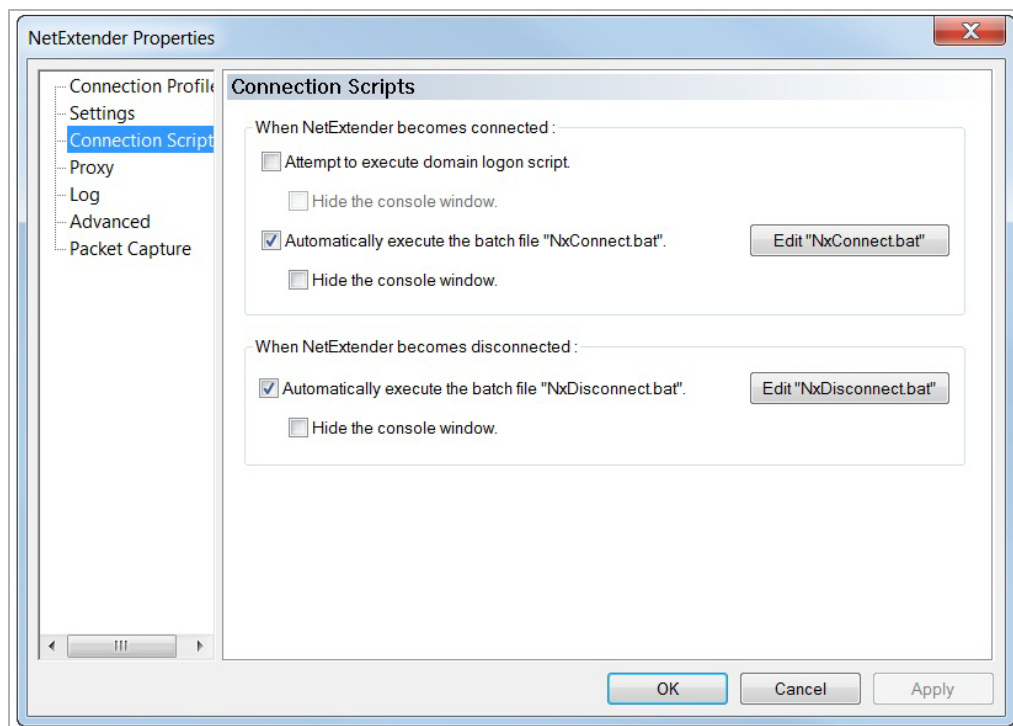 NetExtender Properties
Connection Profile
Settings
Connection Script
Proxy
Log
Advanced
Packet Capture
Connection Scripts
When NetExtender becomes connected :
Attempt to execute domain logon script.
Hide the console window.
Automatically execute the batch file "NxConnect.bat".
Edit "NxConnect.bat"
Hide the console window.
When NetExtender becomes disconnected :
Automatically execute the batch file "NxDisconnect.bat".
Edit "NxDisconnect.bat"
Hide the console window.
OK
Cancel
Apply